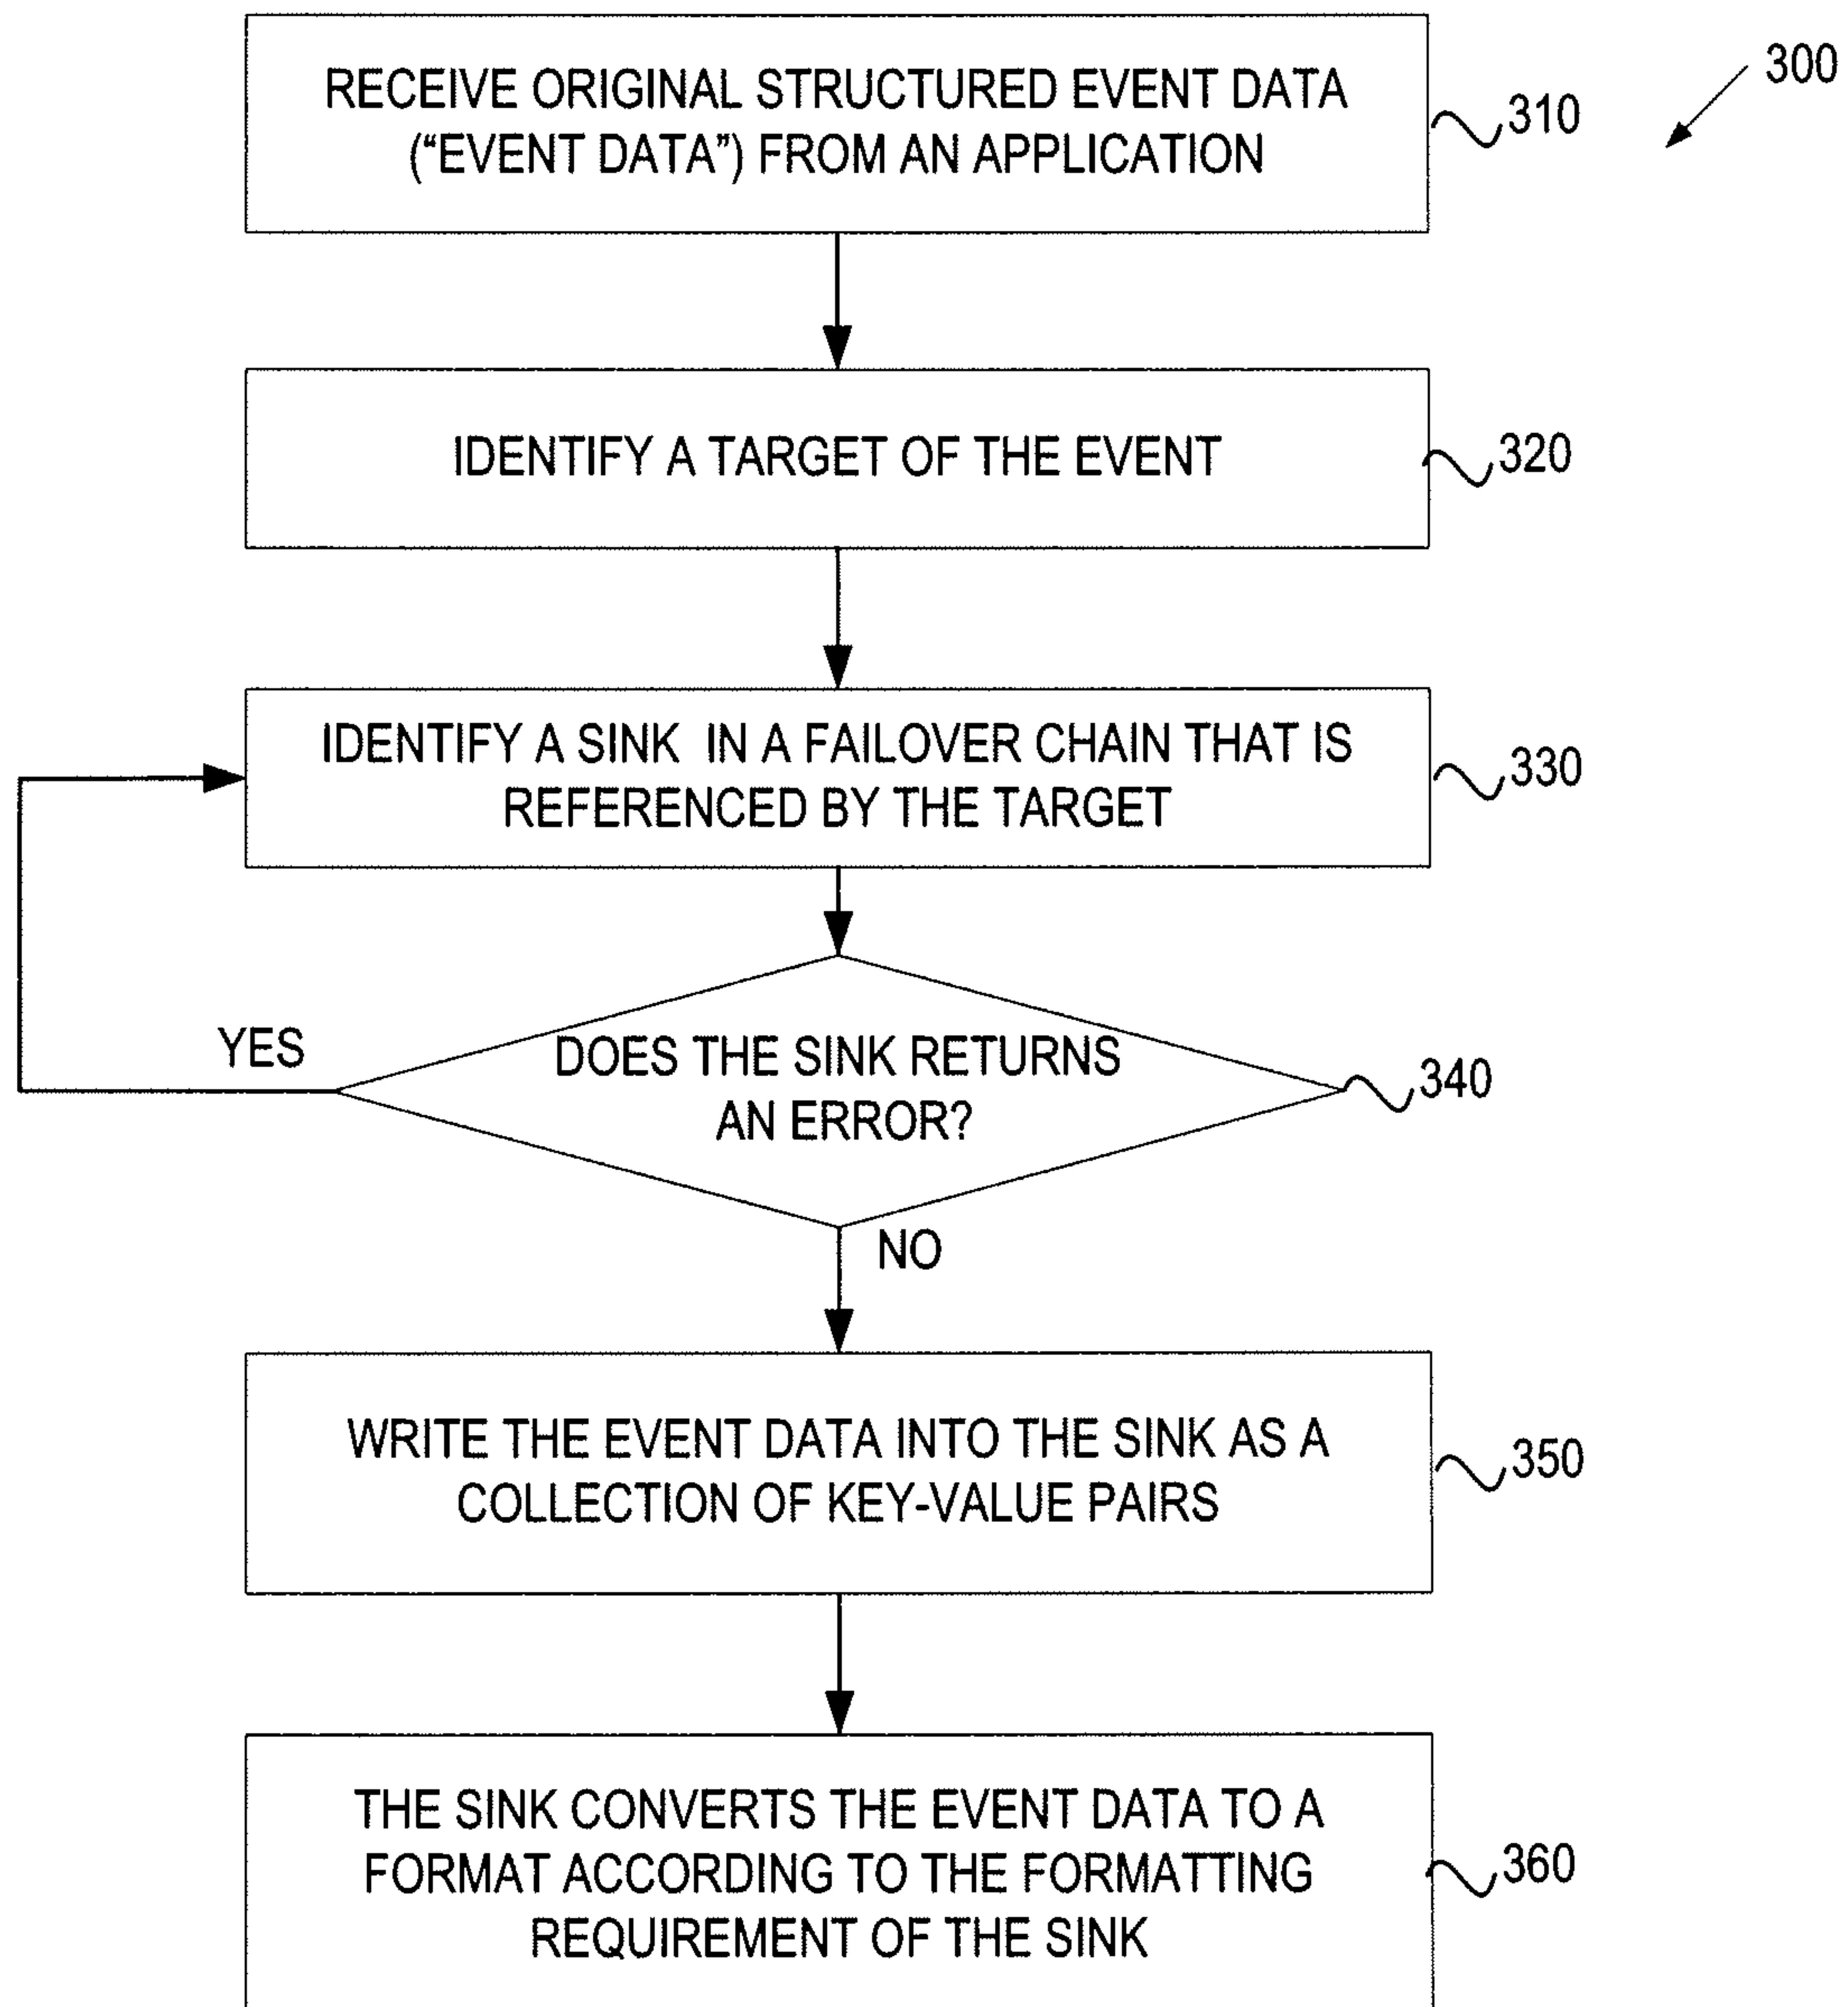 300
RECEIVE ORIGINAL STRUCTURED EVENT DATA
(“EVENT DATA”) FROM AN APPLICATION
310
IDENTIFY A TARGET OF THE EVENT
320
IDENTIFY A SINK IN A FAILOVER CHAIN THAT IS
REFERENCED BY THE TARGET
330
YES
DOES THE SINK RETURNS
AN ERROR?
340
NO
WRITE THE EVENT DATA INTO THE SINK AS A
COLLECTION OF KEY-VALUE PAIRS
350
THE SINK CONVERTS THE EVENT DATA TO A
FORMAT ACCORDING TO THE FORMATTING
REQUIREMENT OF THE SINK
360